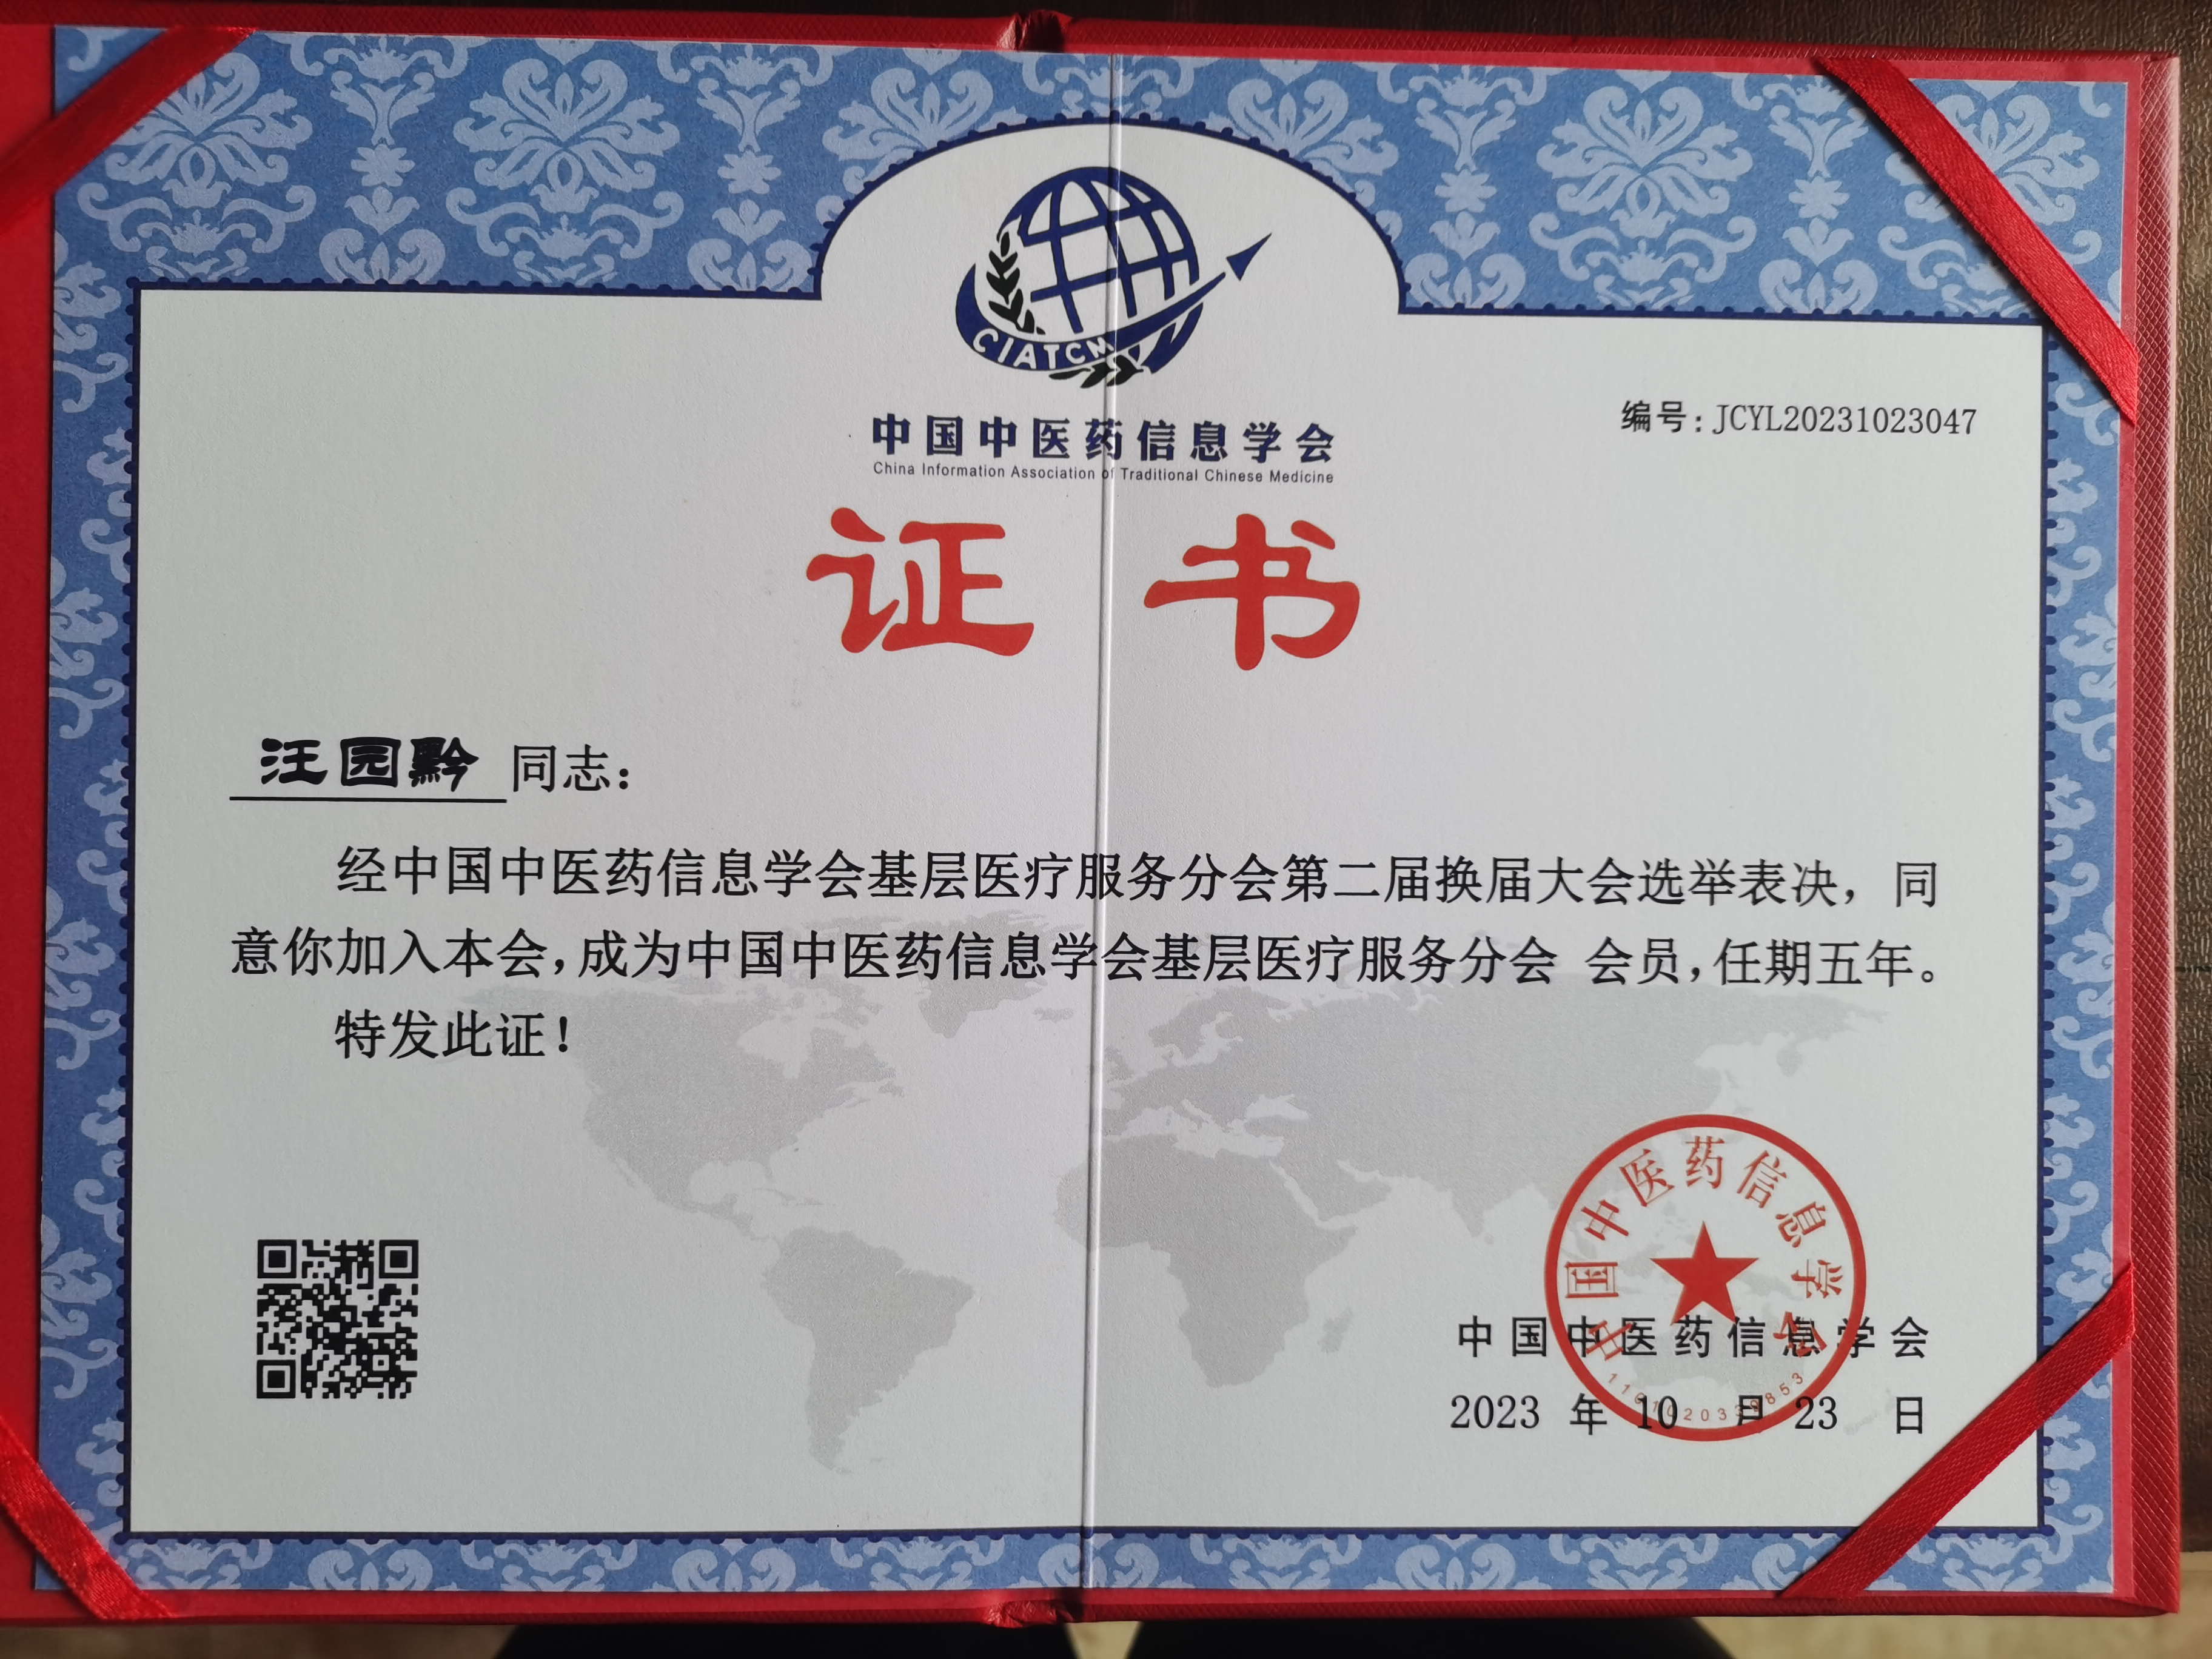 CIATCM
中国中医药信息学会
China Information Association of Traditional Chinese Medicine
编号：JCYL20231023047
证书
汪园黔 同志：
经中国中医药信息学会基层医疗服务分会第二届换届大会选举表决，同
意你加入本会，成为中国中医药信息学会基层医疗服务分会 会员，任期五年。
特发此证！
中国中医药信息学会
中国中医药信息学会
2023 年 10 月 23 日